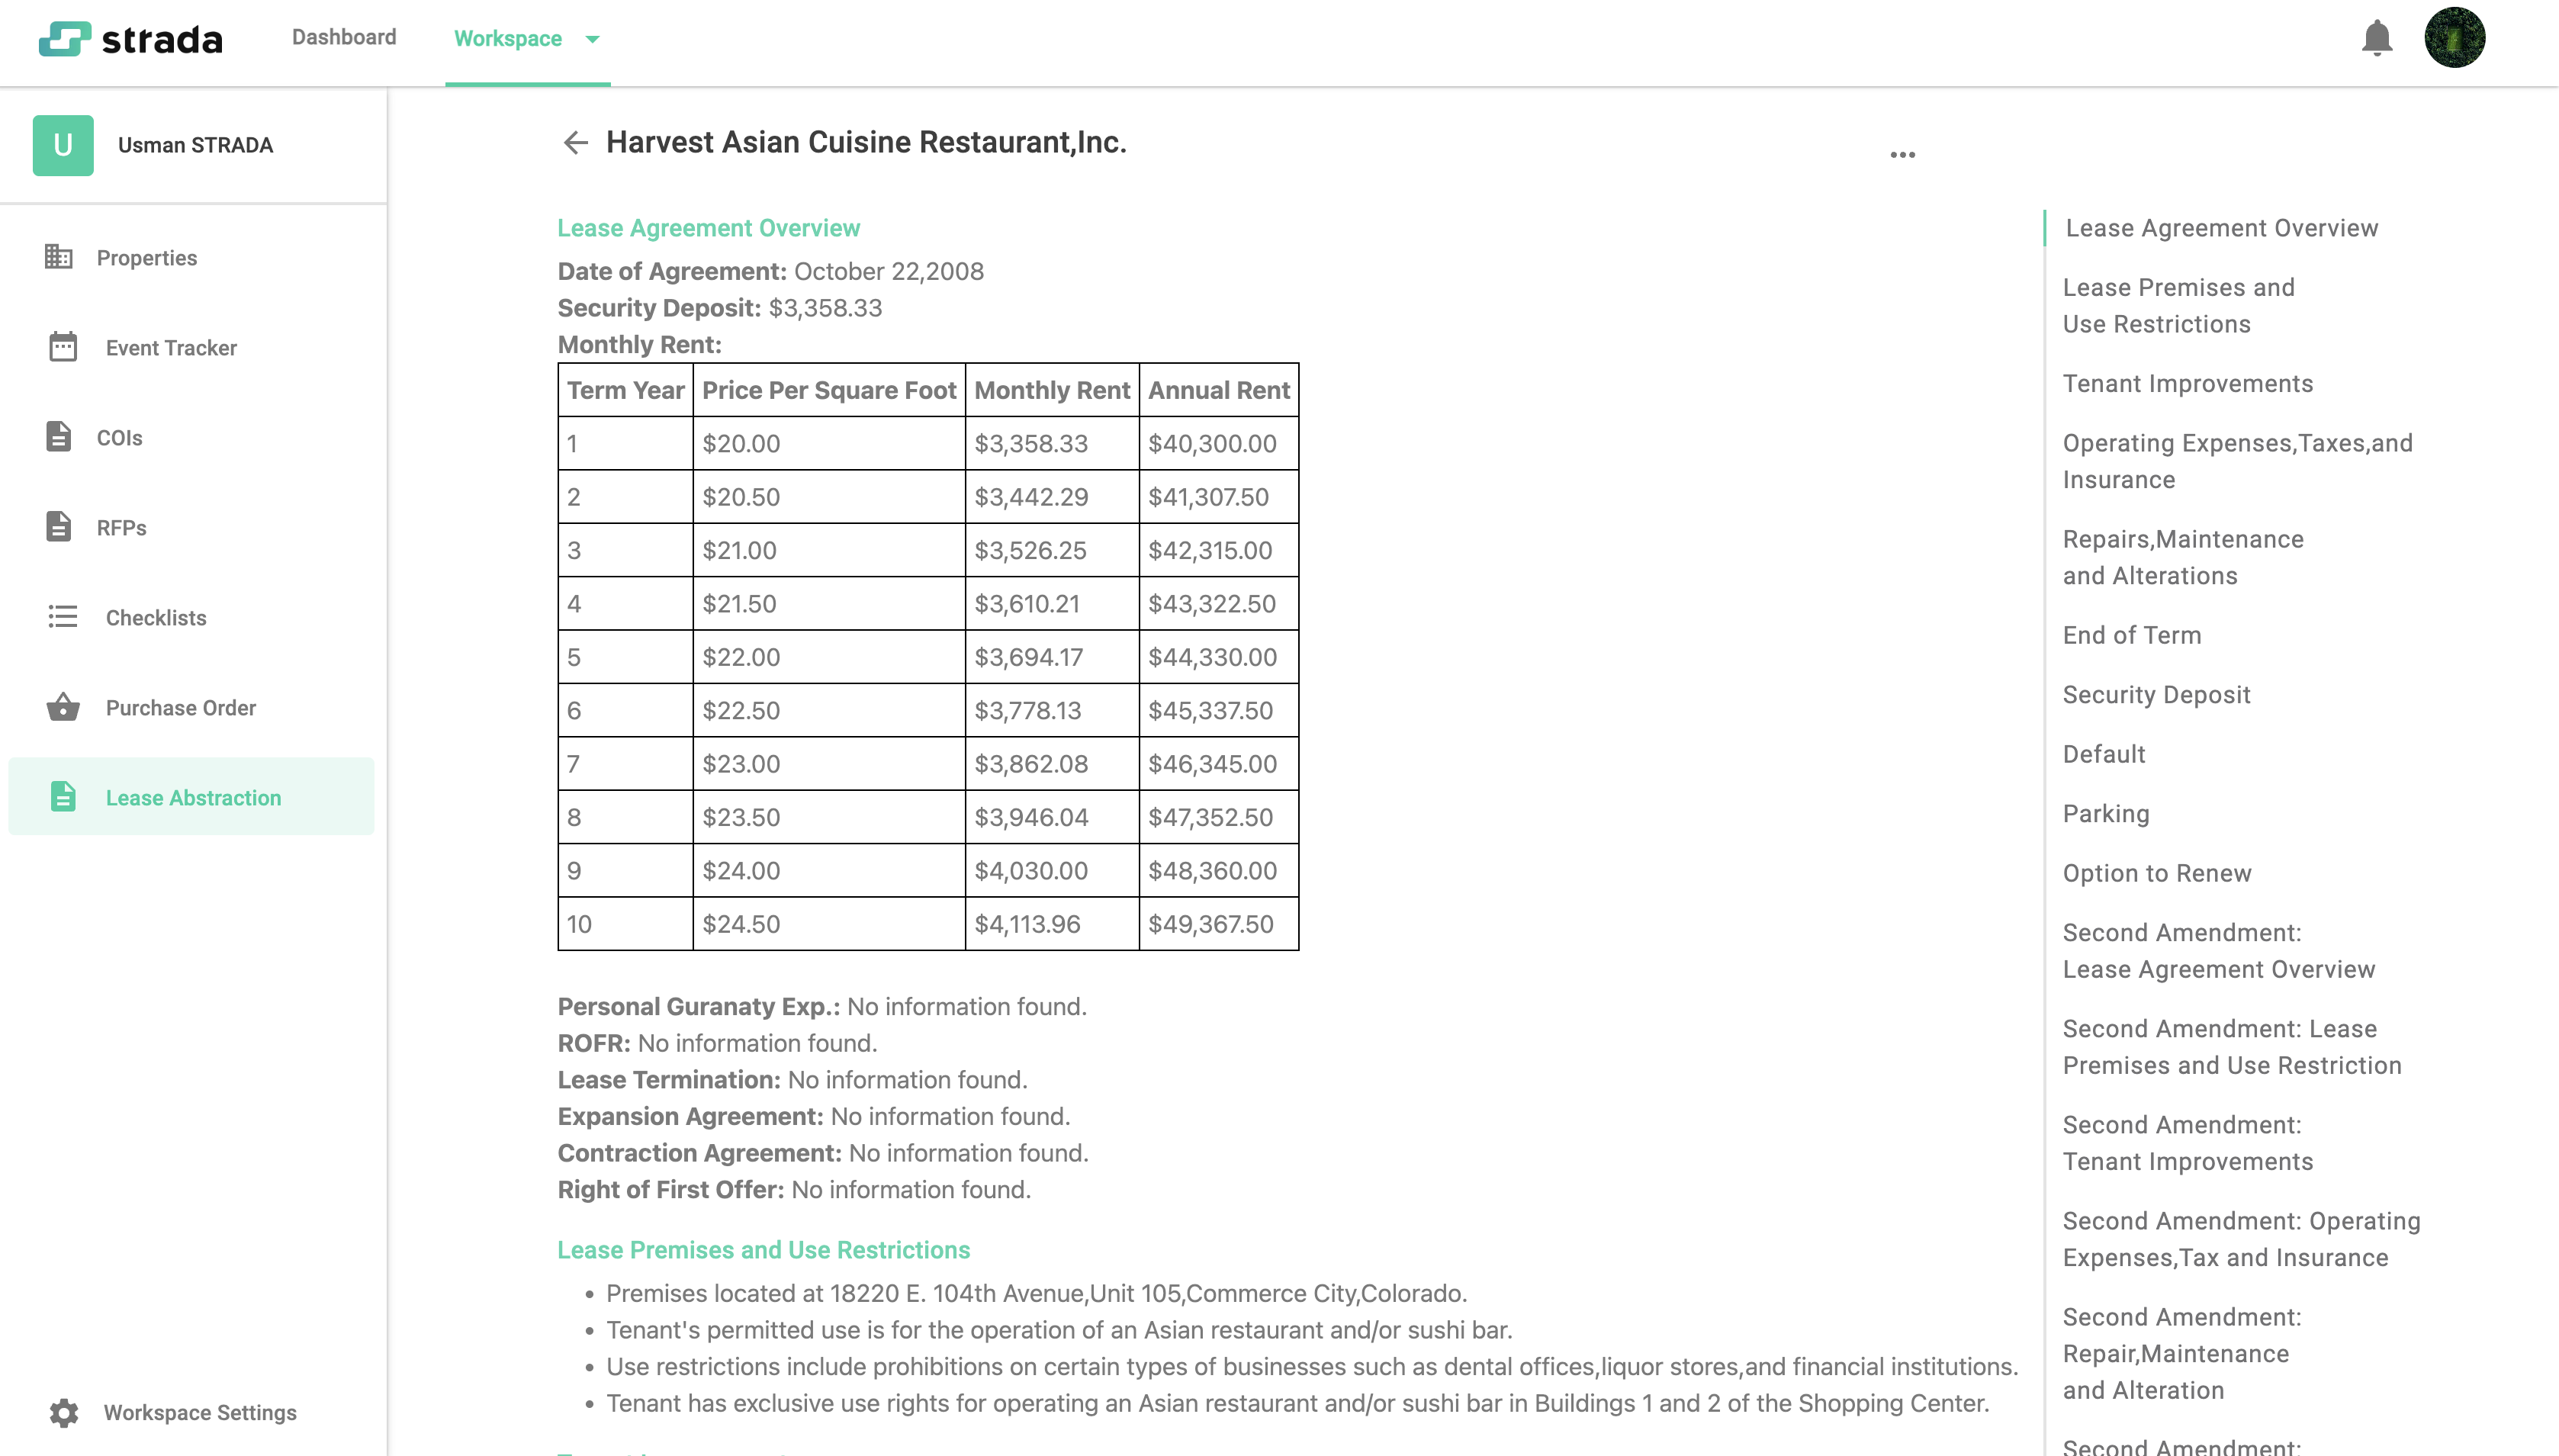 strada
Dashboard
Workspace
U
Usman STRADA
Properties
Event Tracker
COIs
RFPs
Checklists
Purchase Order
Lease Abstraction
Workspace Settings
Harvest Asian Cuisine Restaurant,Inc.
Lease Agreement Overview
Date of Agreement: October 22,2008
Security Deposit: $3,358.33
Monthly Rent:
Term Year Price Per Square Foot Monthly Rent Annual Rent
1 $20.00 $3,358.33 $40,300.00
2 $20.50 $3,442.29 $41,307.50
3 $21.00 $3,526.25 $42,315.00
4 $21.50 $3,610.21 $43,322.50
5 $22.00 $3,694.17 $44,330.00
6 $22.50 $3,778.13 $45,337.50
7 $23.00 $3,862.08 $46,345.00
8 $23.50 $3,946.04 $47,352.50
9 $24.00 $4,030.00 $48,360.00
10 $24.50 $4,113.96 $49,367.50
Personal Guranaty Exp.: No information found.
ROFR: No information found.
Lease Termination: No information found.
Expansion Agreement: No information found.
Contraction Agreement: No information found.
Right of First Offer: No information found.
Lease Premises and Use Restrictions
• Premises located at 18220 E. 104th Avenue,Unit 105,Commerce City,Colorado.
• Tenant's permitted use is for the operation of an Asian restaurant and/or sushi bar.
• Use restrictions include prohibitions on certain types of businesses such as dental offices,liquor stores,and financial institutions.
• Tenant has exclusive use rights for operating an Asian restaurant and/or sushi bar in Buildings 1 and 2 of the Shopping Center.
Lease Agreement Overview
Lease Premises and
Use Restrictions
Tenant Improvements
Operating Expenses,Taxes,and
Insurance
Repairs,Maintenance
and Alterations
End of Term
Security Deposit
Default
Parking
Option to Renew
Second Amendment:
Lease Agreement Overview
Second Amendment: Lease
Premises and Use Restriction
Second Amendment:
Tenant Improvements
Second Amendment: Operating
Expenses,Tax and Insurance
Second Amendment:
Repair,Maintenance
and Alteration
Second Amendment: